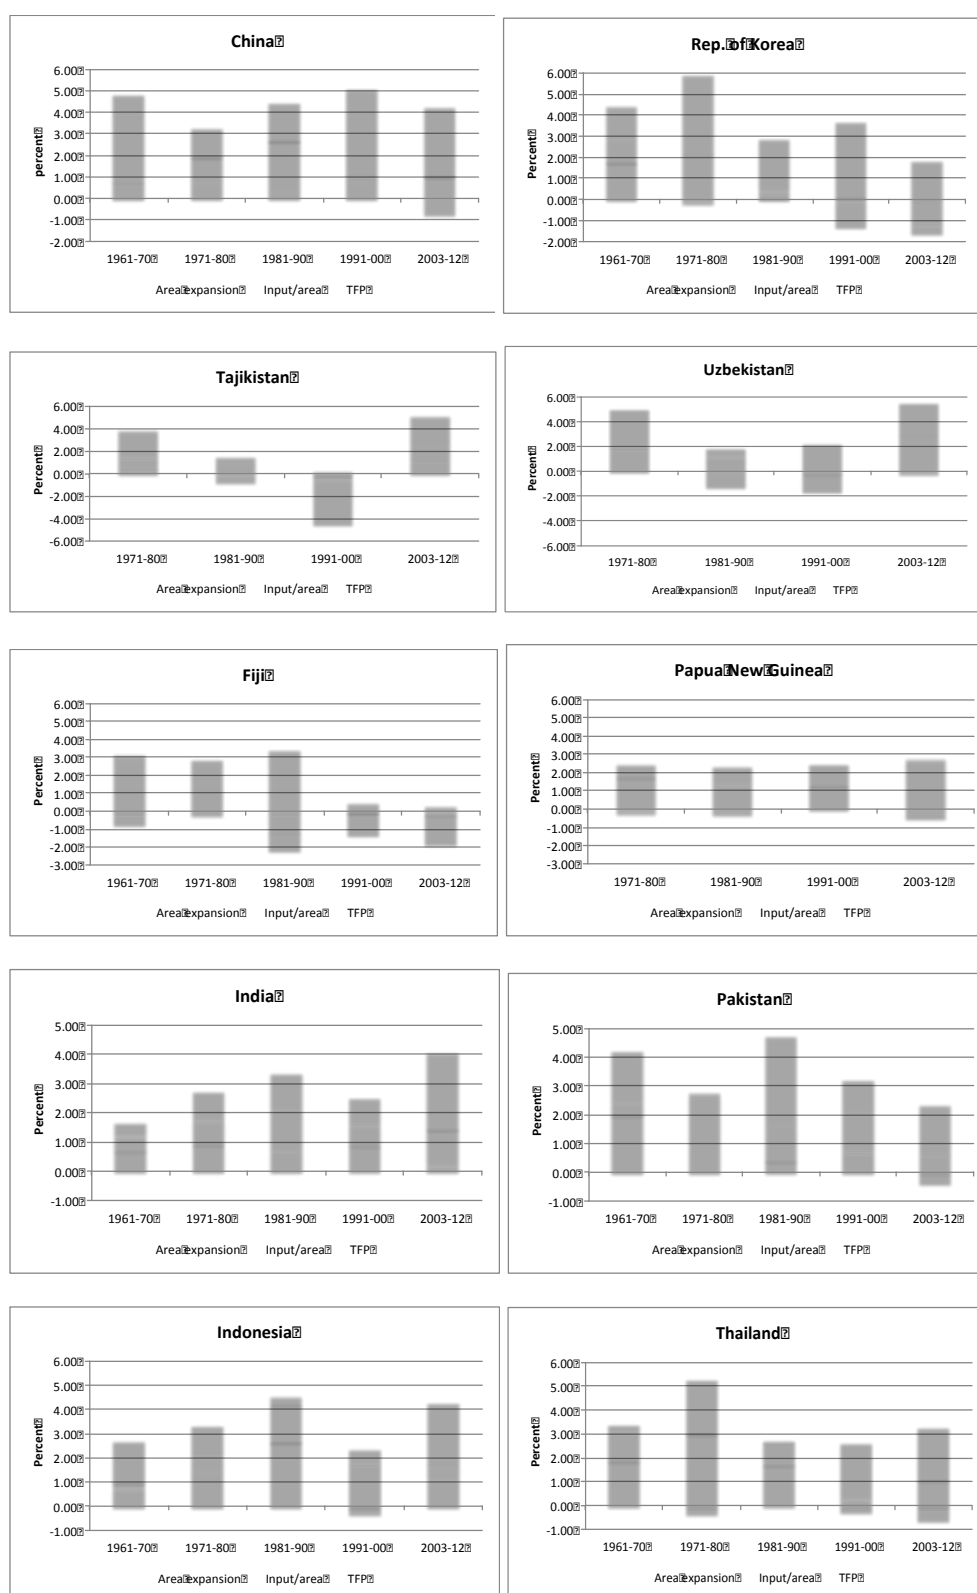 China
6.00
5.00
4.00
3.00
2.00
1.00
0.00
-1.00
-2.00
percent
1961-70 1971-80 1981-90 1991-00 2003-12
Area expansion Input/area TFP
Rep. of Korea
6.00
5.00
4.00
3.00
2.00
1.00
0.00
-1.00
-2.00
Percent
1961-70 1971-80 1981-90 1991-00 2003-12
Area expansion Input/area TFP
Tajikistan
6.00
4.00
2.00
0.00
-2.00
-4.00
-6.00
Percent
1971-80 1981-90 1991-00 2003-12
Area expansion Input/area TFP
Uzbekistan
6.00
4.00
2.00
0.00
-2.00
-4.00
-6.00
Percent
1971-80 1981-90 1991-00 2003-12
Area expansion Input/area TFP
Fiji
6.00
5.00
4.00
3.00
2.00
1.00
0.00
-1.00
-2.00
-3.00
Percent
1961-70 1971-80 1981-90 1991-00 2003-12
Area expansion Input/area TFP
Papua New Guinea
6.00
5.00
4.00
3.00
2.00
1.00
0.00
-1.00
-2.00
-3.00
Percent
1971-80 1981-90 1991-00 2003-12
Area expansion Input/area TFP
India
5.00
4.00
3.00
2.00
1.00
0.00
-1.00
Percent
1961-70 1971-80 1981-90 1991-00 2003-12
Area expansion Input/area TFP
Pakistan
5.00
4.00
3.00
2.00
1.00
0.00
-1.00
Percent
1961-70 1971-80 1981-90 1991-00 2003-12
Area expansion Input/area TFP
Indonesia
6.00
5.00
4.00
3.00
2.00
1.00
0.00
-1.00
Percent
1961-70 1971-80 1981-90 1991-00 2003-12
Area expansion Input/area TFP
Thailand
6.00
5.00
4.00
3.00
2.00
1.00
0.00
-1.00
Percent
1961-70 1971-80 1981-90 1991-00 2003-12
Area expansion Input/area TFP